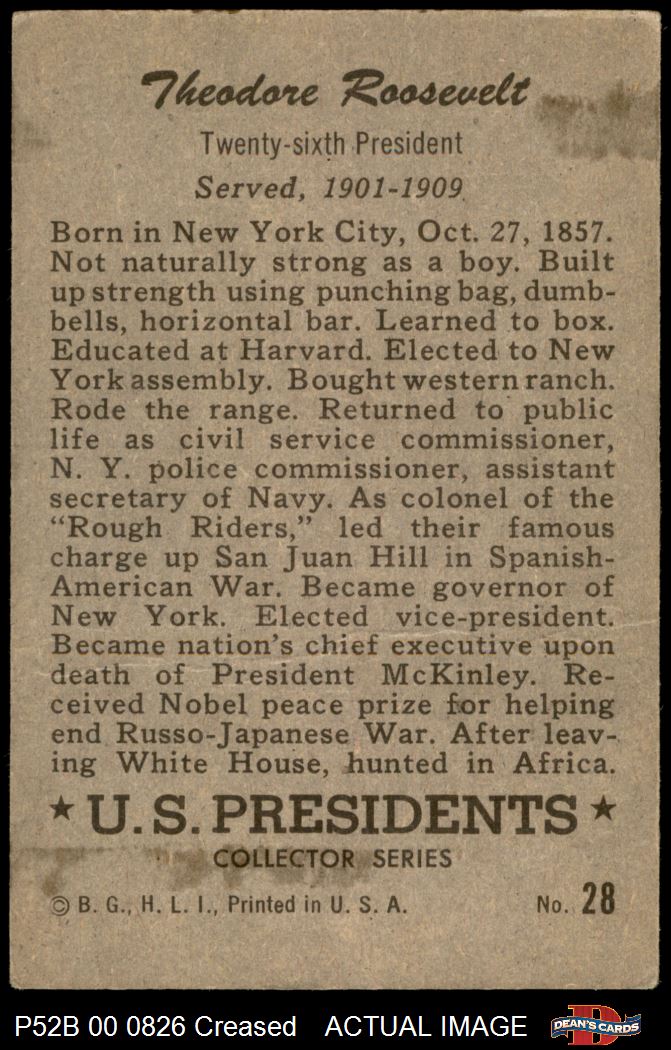 Theodore Roosevelt
Twenty-sixth President
Served, 1901-1909
Born in New York City, Oct. 27, 1857.
Not naturally strong as a boy. Built
up strength using punching bag, dumb-
bells, horizontal bar. Learned to box.
Educated at Harvard. Elected to New
York assembly. Bought western ranch.
Rode the range. Returned to public
life as civil service commissioner,
N. Y. police commissioner, assistant
secretary of Navy. As colonel of the
“Rough Riders,” led their famous
charge up San Juan Hill in Spanish-
American War. Became governor of
New York. Elected vice-president.
Became nation's chief executive upon
death of President McKinley. Re-
ceived Nobel peace prize for helping
end Russo-Japanese War. After leav-
ing White House, hunted in Africa.
★ U.S. PRESIDENTS ★
COLLECTOR SERIES
© B. G., H. L. I., Printed in U. S. A. No. 28
P52B 00 0826 Creased ACTUAL IMAGE D DEAN'S CARDS